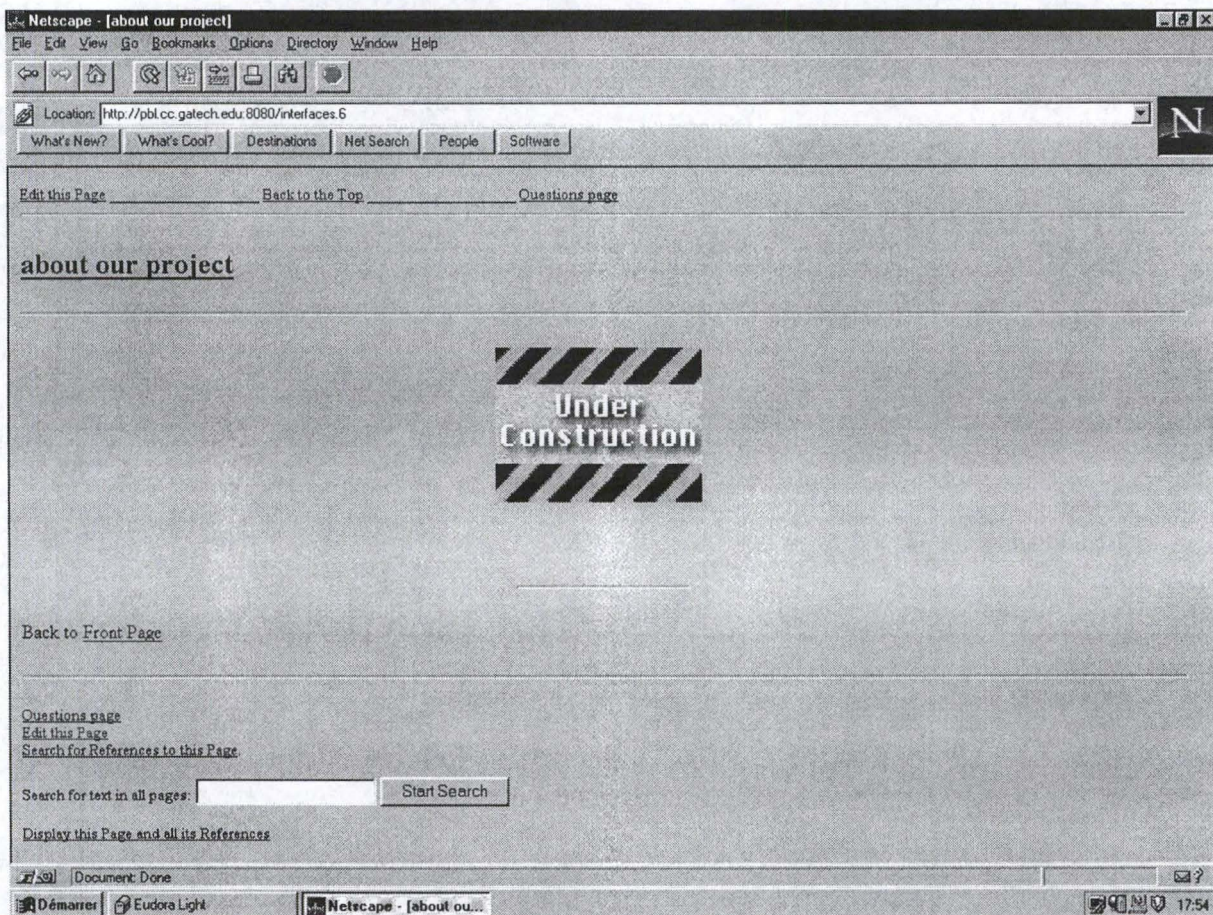 Netscape - [about our project]
File Edit View Go Bookmarks Options Directory Window Help
Location: http://pbl.cc.gatech.edu:8080/interfaces.6
N
What's New? What's Cool? Destinations Net Search People Software
Edit this Page Back to the Top Questions page
about our project
Under
Construction
Back to Front Page
Questions page
Edit this Page
Search for References to this Page.
Search for text in all pages: Start Search
Display this Page and all its References
Document: Done
Démarrer Eudora Light Netscape - [about ou... 17:54